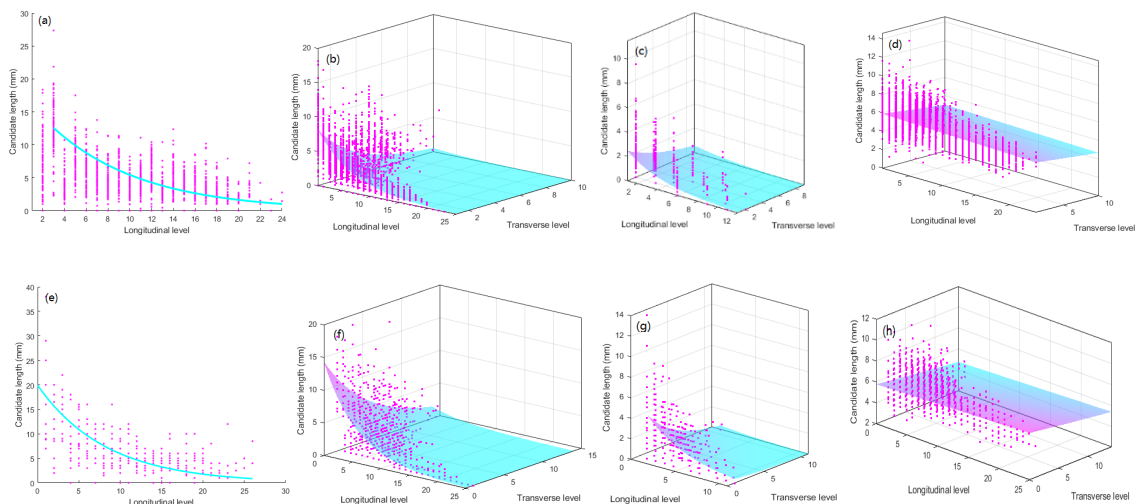 (a)
Candidate length (mm)
30
25
20
15
10
5
0
2 4 6 8 10 12 14 16 18 20 22 24
Longitudinal level
(b)
Candidate length (mm)
20
15
10
5
0
5 10 15 20 25
Longitudinal level
2 4 6 8 10
Transverse level
(c)
Candidate length (mm)
10
8
6
4
2
0
2 4 6 8 10 12
Longitudinal level
2 4 6 8
Transverse level
(d)
Candidate length (mm)
14
12
10
8
6
4
2
0
5 10 15 20
Longitudinal level
5 10
Transverse level
(e)
Candidate length (mm)
40
35
30
25
20
15
10
5
0
0 5 10 15 20 25 30
Longitudinal level
(f)
Candidate length (mm)
20
15
10
5
0
0 5 10 15 20 25
Longitudinal level
0 5 10 15
Transverse level
(g)
Candidate length (mm)
14
12
10
8
6
4
2
0
0 5 10
Longitudinal level
0 5 10
Transverse level
(h)
Candidate length (mm)
12
10
8
6
4
2
0 5 10 15 20 25
Longitudinal level
0 5 10
Transverse level